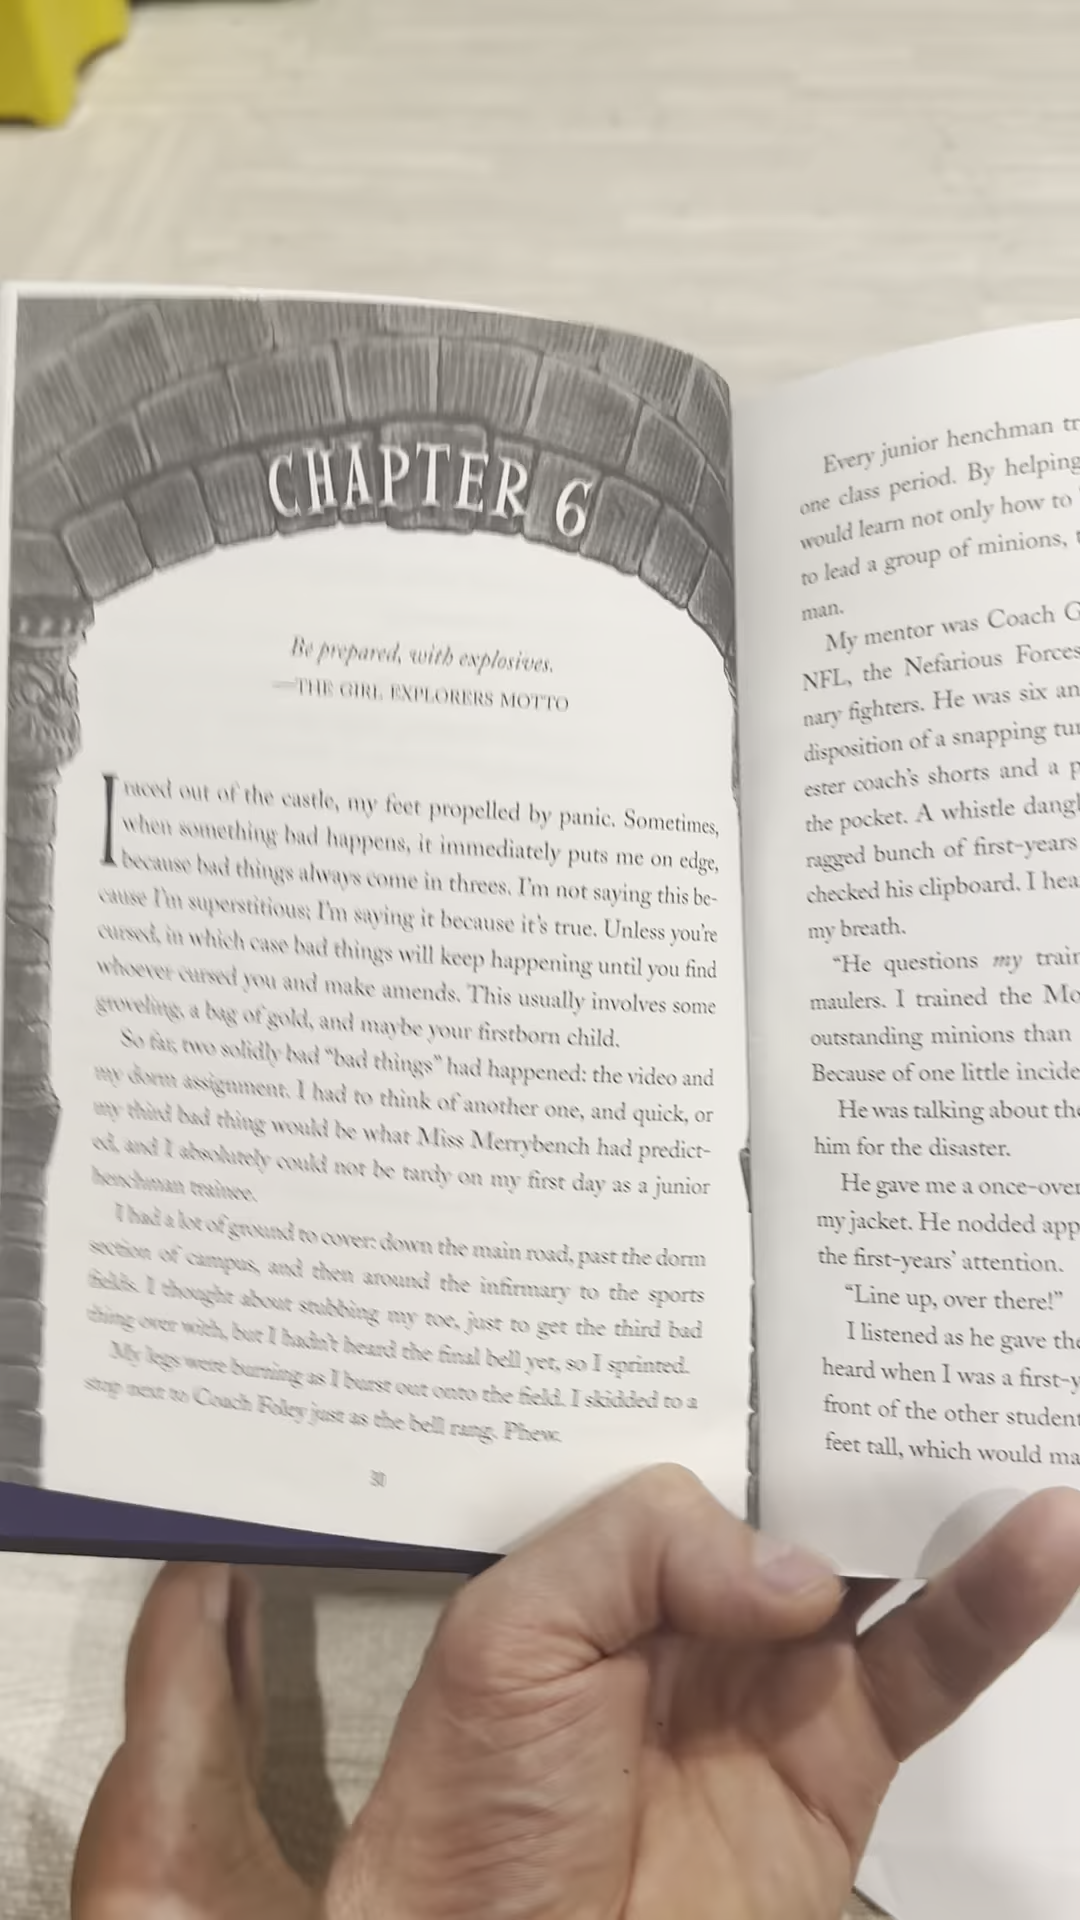 CHAPTER 6
Be prepared, with explosives.
—THE GIRL EXPLORERS MOTTO
I raced out of the castle, my feet propelled by panic. Sometimes,
when something bad happens, it immediately puts me on edge,
because bad things always come in threes. I'm not saying this be-
cause I'm superstitious; I'm saying it because it's true. Unless you're
cursed, in which case bad things will keep happening until you find
whoever cursed you and make amends. This usually involves some
groveling, a bag of gold, and maybe your firstborn child.
So far, two solidly bad "bad things" had happened: the video and
my dorm assignment. I had to think of another one, and quick, or
my third bad thing would be what Miss Merrybench had predict-
ed, and I absolutely could not be tardy on my first day as a junior
henchman trainee.
I had a lot of ground to cover: down the main road, past the dorm
section of campus, and then around the infirmary to the sports
fields. I thought about stubbing my toe, just to get the third bad
thing over with, but I hadn't heard the final bell yet, so I sprinted.
My legs were burning as I burst out onto the field. I skidded to a
stop next to Coach Foley just as the bell rang. Phew.
Every junior henchman tr
one class period. By helping
would learn not only how to
to lead a group of minions,
man.
My mentor was Coach G
NFL, the Nefarious Forces
nary fighters. He was six an
disposition of a snapping tur
ester coach's shorts and a p
the pocket. A whistle dangl
ragged bunch of first-years
checked his clipboard. I hea
my breath.
"He questions my train
maulers. I trained the Mo
outstanding minions than
Because of one little incide
He was talking about the
him for the disaster.
He gave me a once-over
my jacket. He nodded app
the first-years' attention.
"Line up, over there!"
I listened as he gave the
heard when I was a first-y
front of the other student
feet tall, which would ma